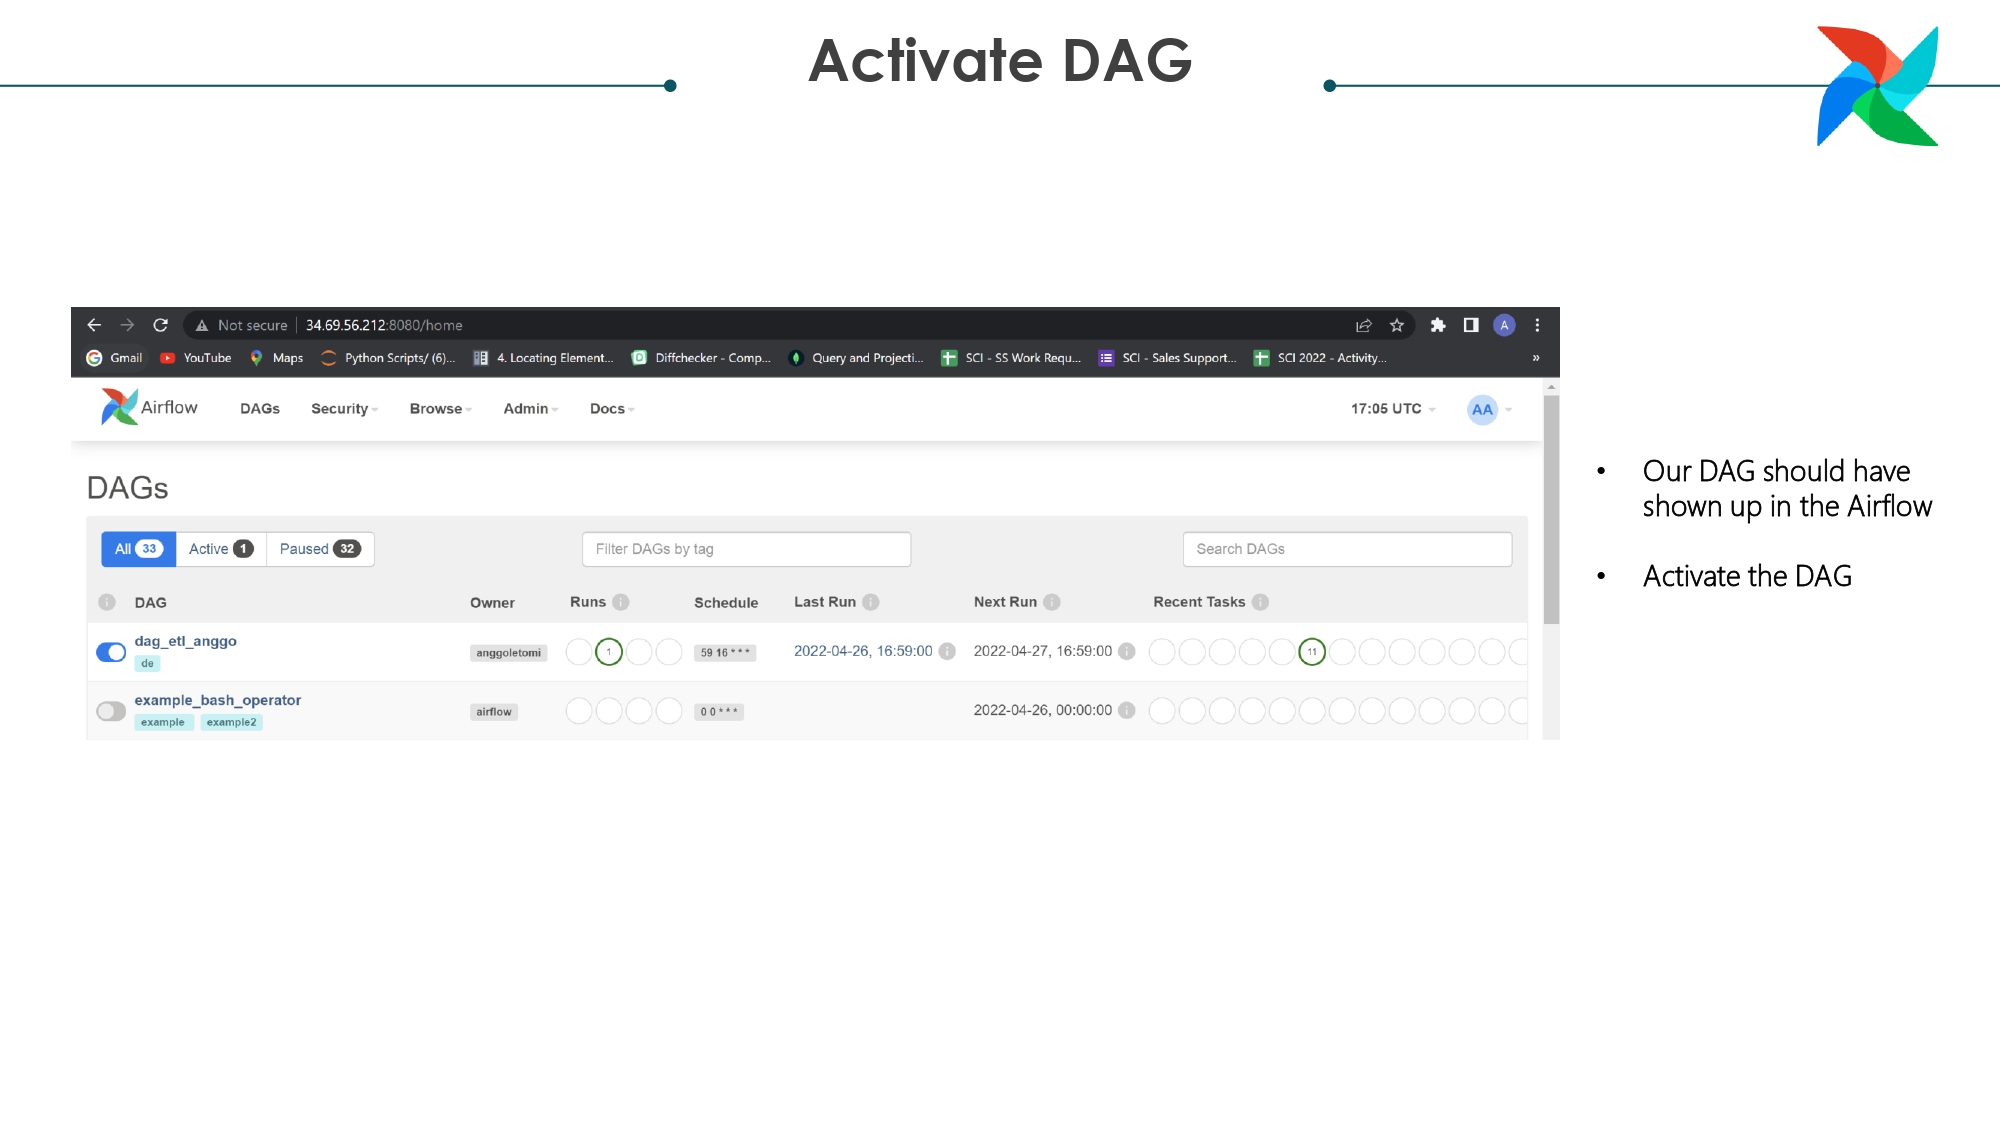 Activate DAG
Not secure 34.69.56.212:8080/home
A
Gmail YouTube Maps Python Scripts/ (6)... 4. Locating Element... Diffchecker - Comp... Query and Projecti... SCI - SS Work Requ... SCI - Sales Support... SCI 2022 - Activity... »
Airflow DAGs Security Browse Admin Docs 17:05 UTC AA
DAGs
All 33 Active 1 Paused 32 Filter DAGs by tag Search DAGs
DAG Owner Runs Schedule Last Run Next Run Recent Tasks
dag_etl_anggo
de
anggoletomi 1 59 16 * * * 2022-04-26, 16:59:00 2022-04-27, 16:59:00 11
example_bash_operator
example example2
airflow 0 0 * * * 2022-04-26, 00:00:00
• Our DAG should have
shown up in the Airflow
• Activate the DAG